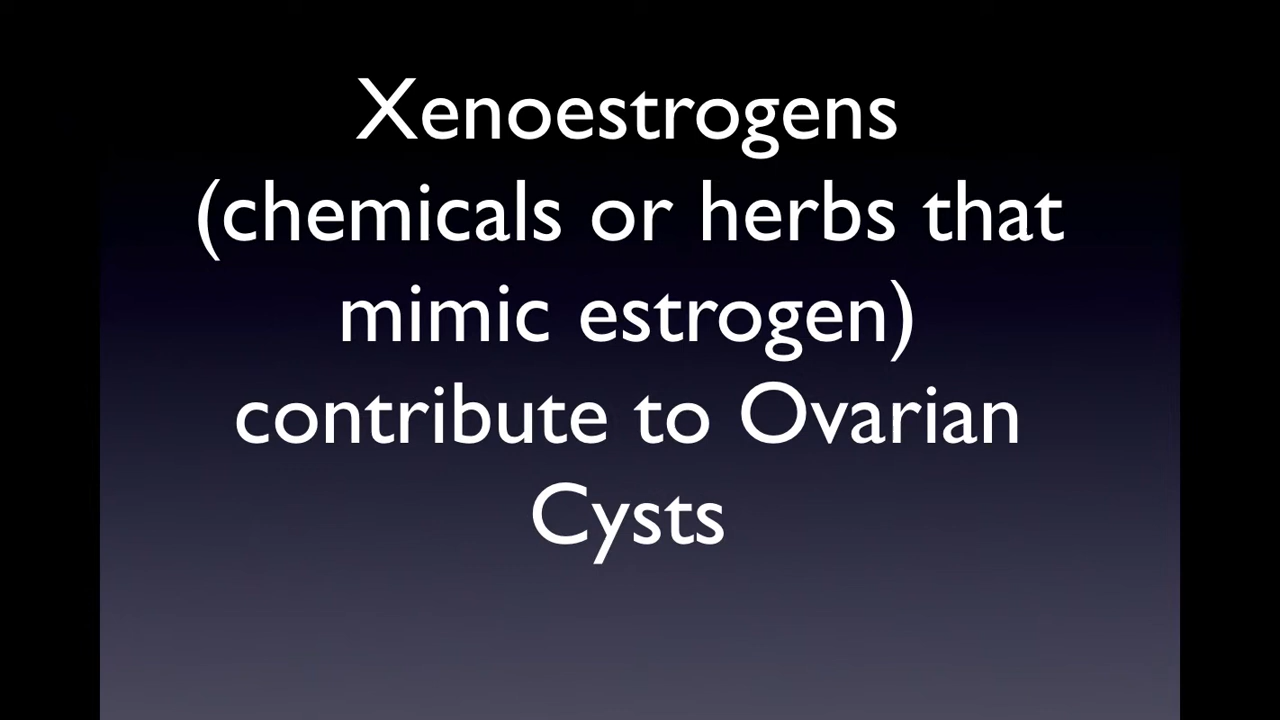 Xenoestrogens
(chemicals or herbs that
mimic estrogen)
contribute to Ovarian
Cysts